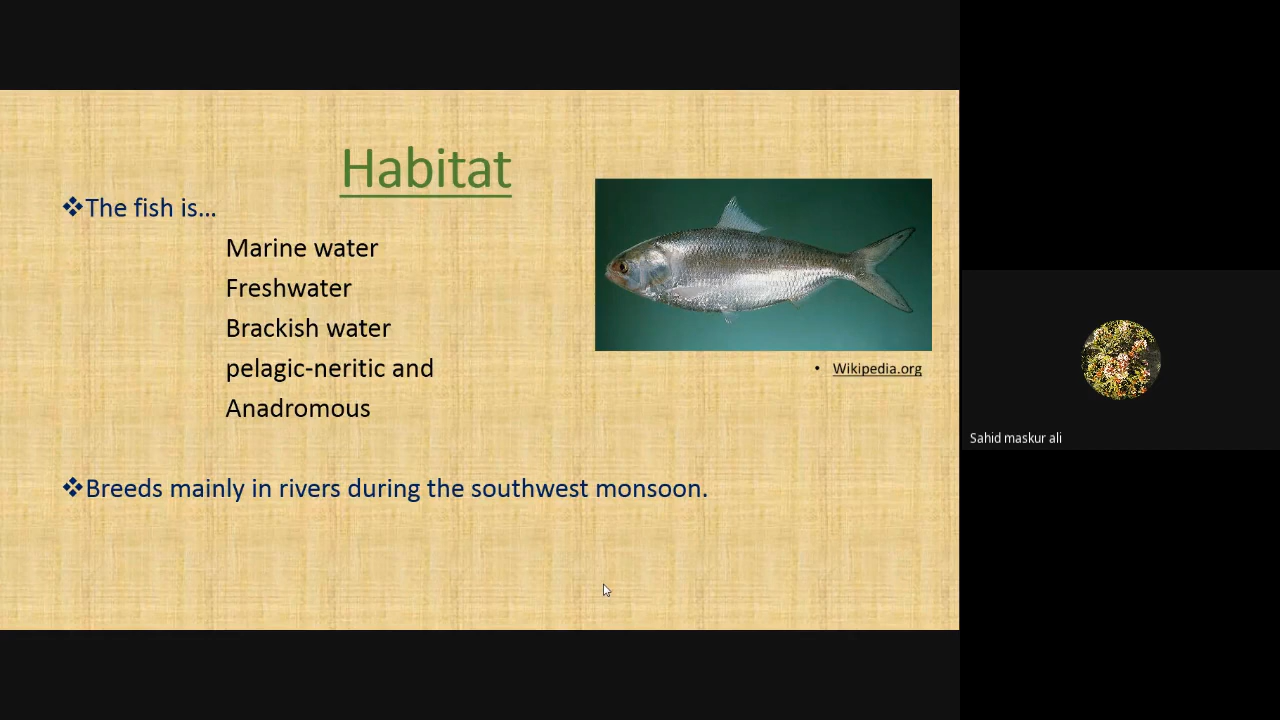 Habitat
❖The fish is...
Marine water
Freshwater
Brackish water
pelagic-neritic and
Anadromous
• Wikipedia.org
❖Breeds mainly in rivers during the southwest monsoon.
Sahid maskur ali